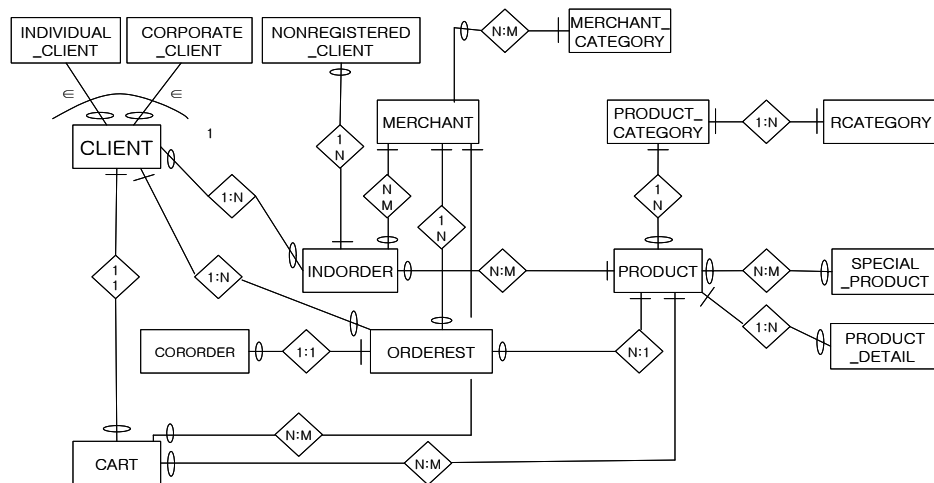 INDIVIDUAL
_CLIENT
CORPORATE
_CLIENT
NONREGISTERED
_CLIENT
N:M
MERCHANT_
CATEGORY
∈
∈
1
CLIENT
MERCHANT
PRODUCT_
CATEGORY
1:N
RCATEGORY
1
N
1:N
N
M
1
N
1
N
1
1
1:N
INDORDER
N:M
PRODUCT
N:M
SPECIAL
_PRODUCT
CORORDER
1:1
ORDEREST
N:1
1:N
PRODUCT
_DETAIL
N:M
CART
N:M